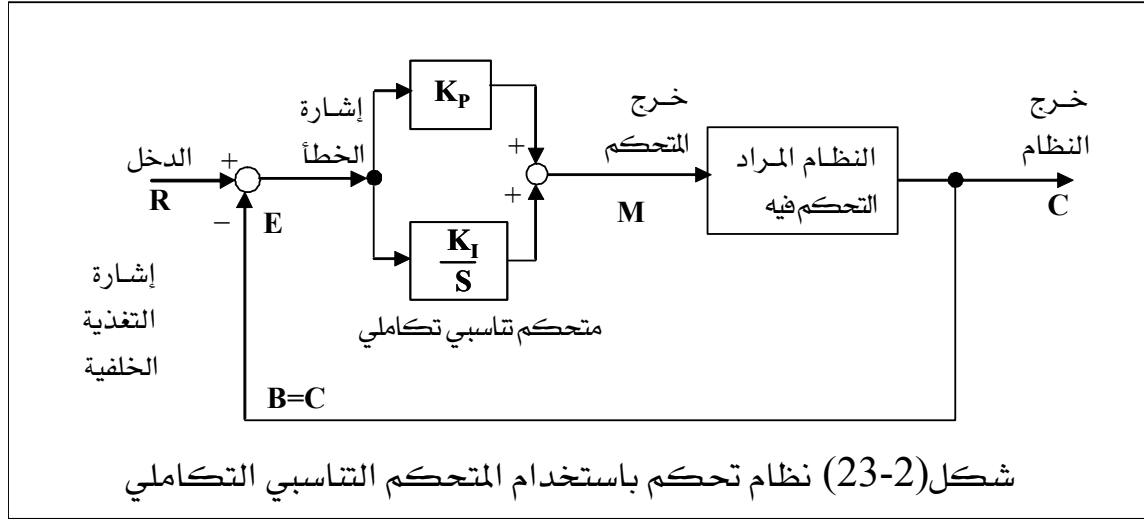 الدخل
R
+
−
E
إشارة
الخطأ
K_P
K_I
S
+
+
متحكم تناسبي تكاملي
خرج
المتحكم
M
النظام المراد
التحكم فيه
خرج
النظام
C
إشارة
التغذية
الخلفية
B=C
شكل(2-23) نظام تحكم باستخدام المتحكم التناسبي التكاملي